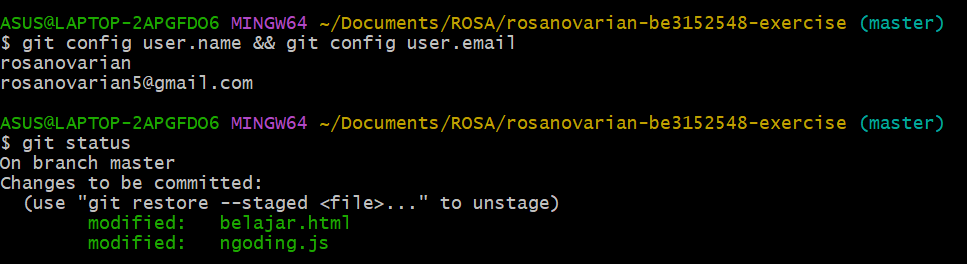 ASUS@LAPTOP-2APGFDO6 MINGW64 ~/Documents/ROSA/rosanovarian-be3152548-exercise (master)
$ git config user.name && git config user.email
rosanovarian
rosanovarian5@gmail.com
ASUS@LAPTOP-2APGFDO6 MINGW64 ~/Documents/ROSA/rosanovarian-be3152548-exercise (master)
$ git status
On branch master
Changes to be committed:
  (use "git restore --staged <file>..." to unstage)
        modified:   belajar.html
        modified:   ngoding.js